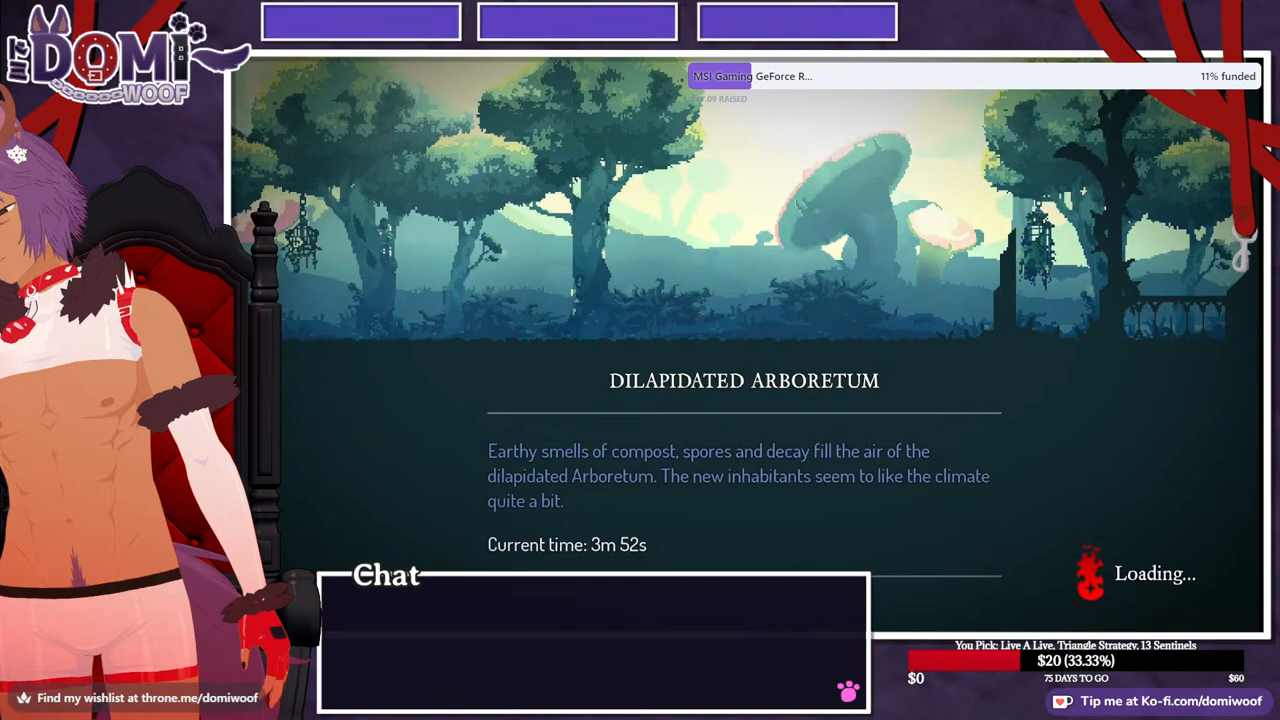 DOMI
WOOF
MSI Gaming GeForce R...
11% funded
.09 RAISED
DILAPIDATED ARBORETUM
Earthy smells of compost, spores and decay fill the air of the
dilapidated Arboretum. The new inhabitants seem to like the climate
quite a bit.
Current time: 3m 52s
Loading...
Chat
You Pick: Live A Live, Triangle Strategy, 13 Sentinels
$20 (33.33%)
$0
75 DAYS TO GO
$60
Find my wishlist at throne.me/domiwoof
Tip me at Ko-fi.com/domiwoof